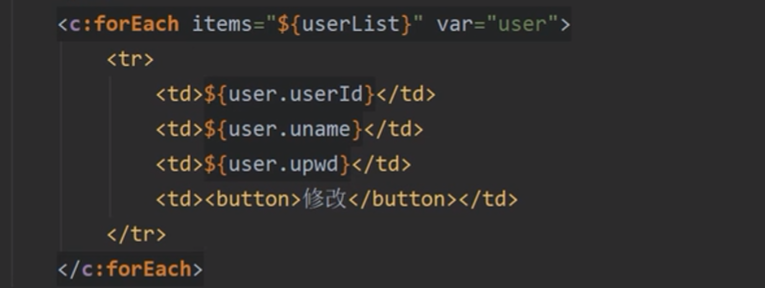 <c:forEach items="${userList}" var="user">
<tr>
<td>${user.userId}</td>
<td>${user.uname}</td>
<td>${user.upwd}</td>
<td><button>修改</button></td>
</tr>
</c:forEach>